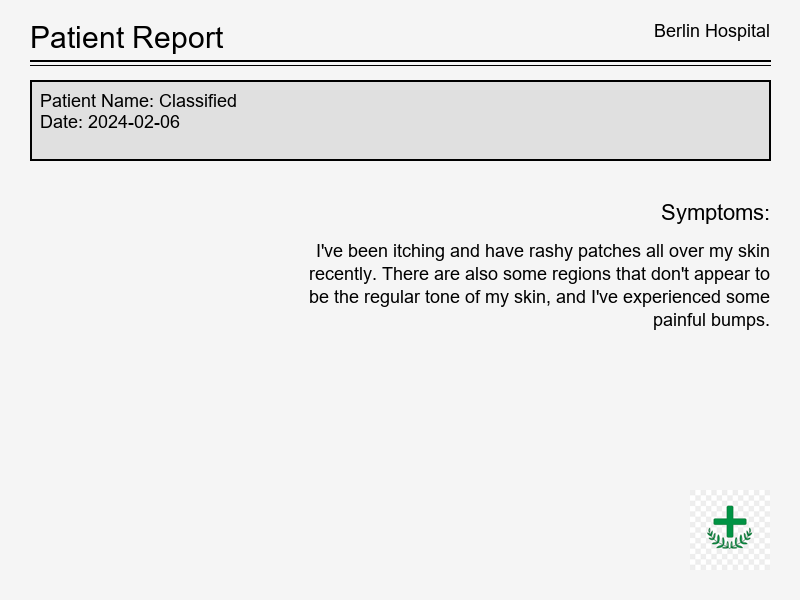 Patient Report
Berlin Hospital
Patient Name: Classified
Date: 2024-02-06
Symptoms:
I've been itching and have rashy patches all over my skin
recently. There are also some regions that don't appear to
be the regular tone of my skin, and I've experienced some
painful bumps.